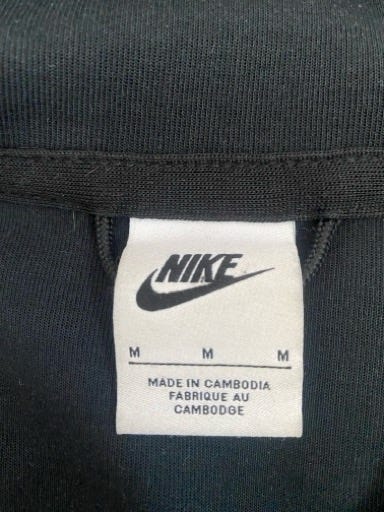 NIKE
M M M
MADE IN CAMBODIA
FABRIQUE AU
CAMBODGE